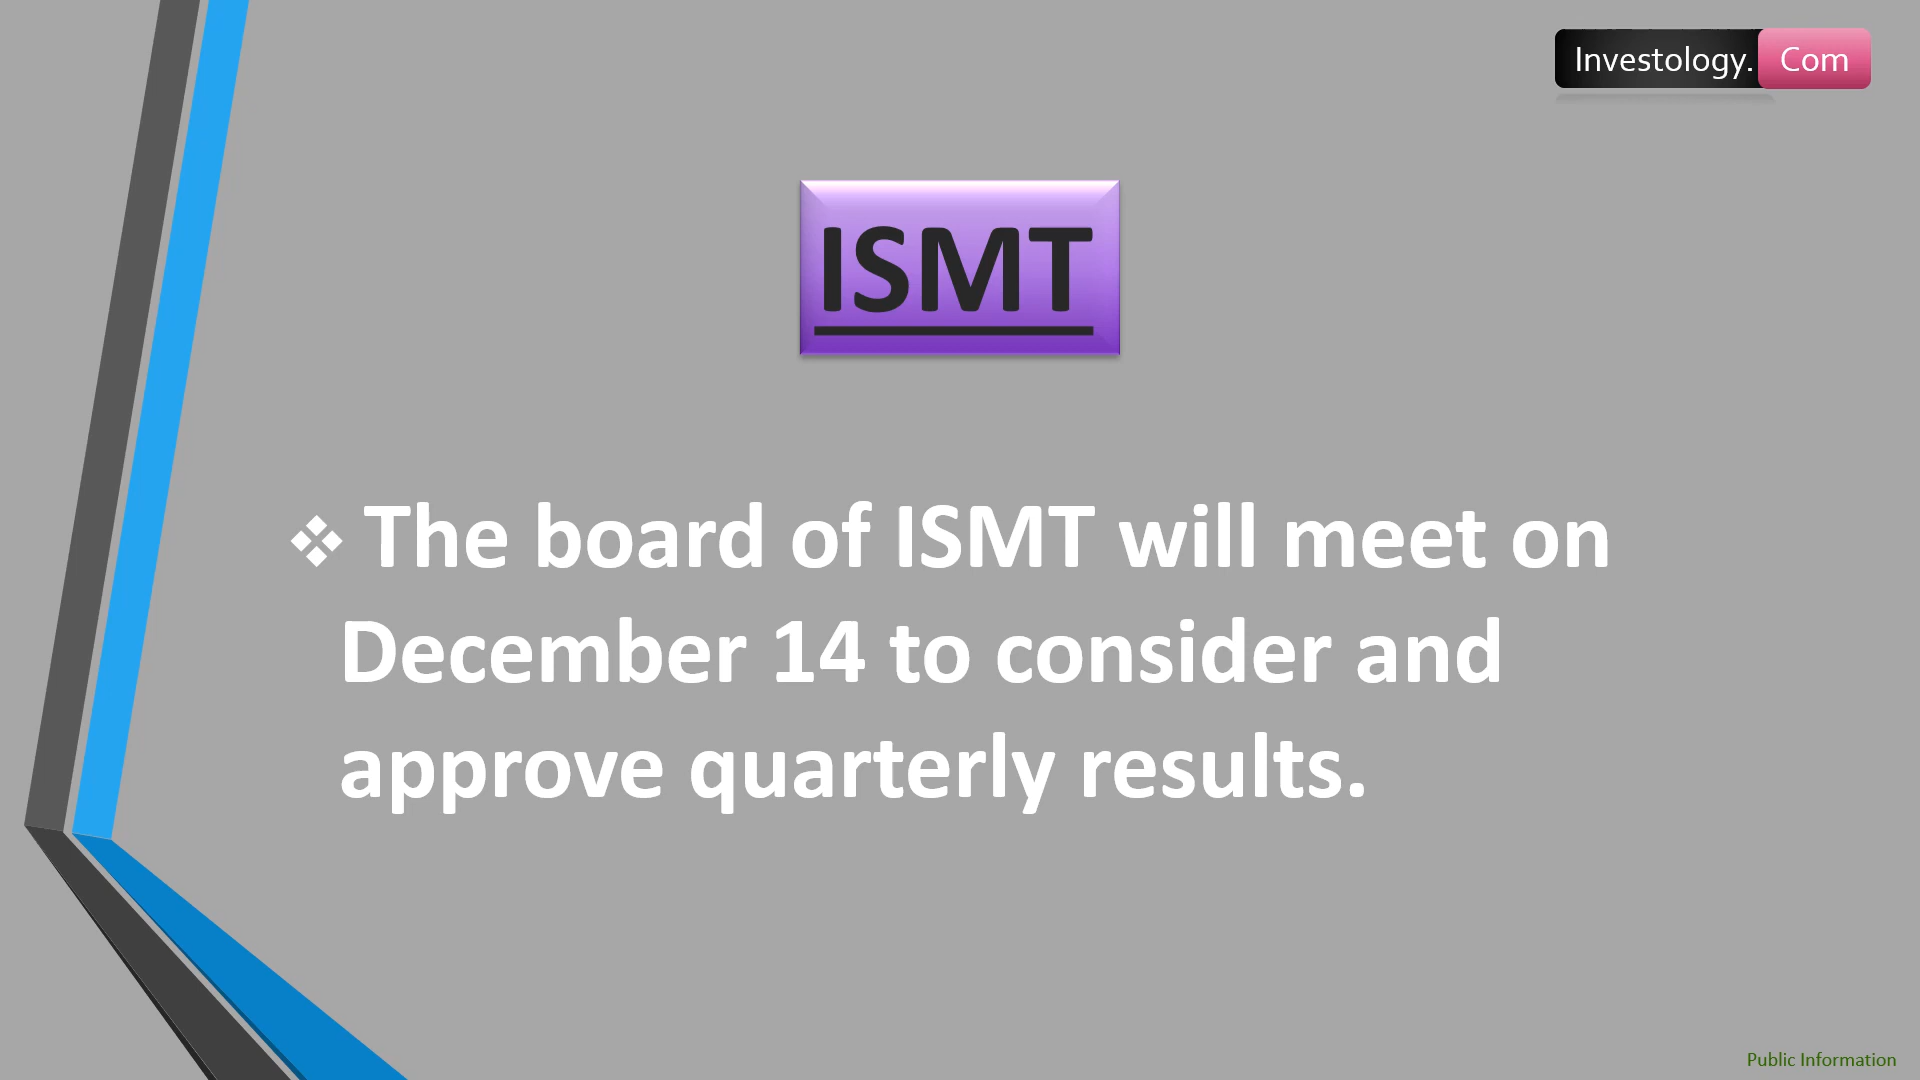 Investology. Com
ISMT
❖ The board of ISMT will meet on
December 14 to consider and
approve quarterly results.
Public Information